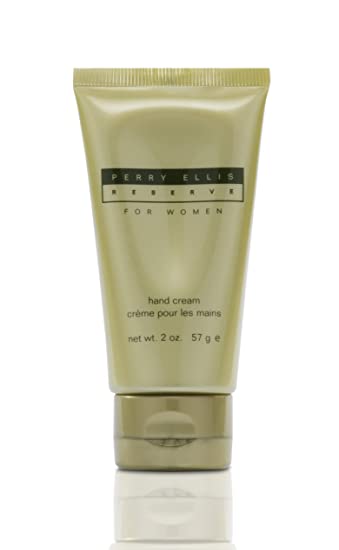 PERRY ELLIS
RESERVE
FOR WOMEN
hand cream
crème pour les mains
net wt. 2 oz. 57 g e